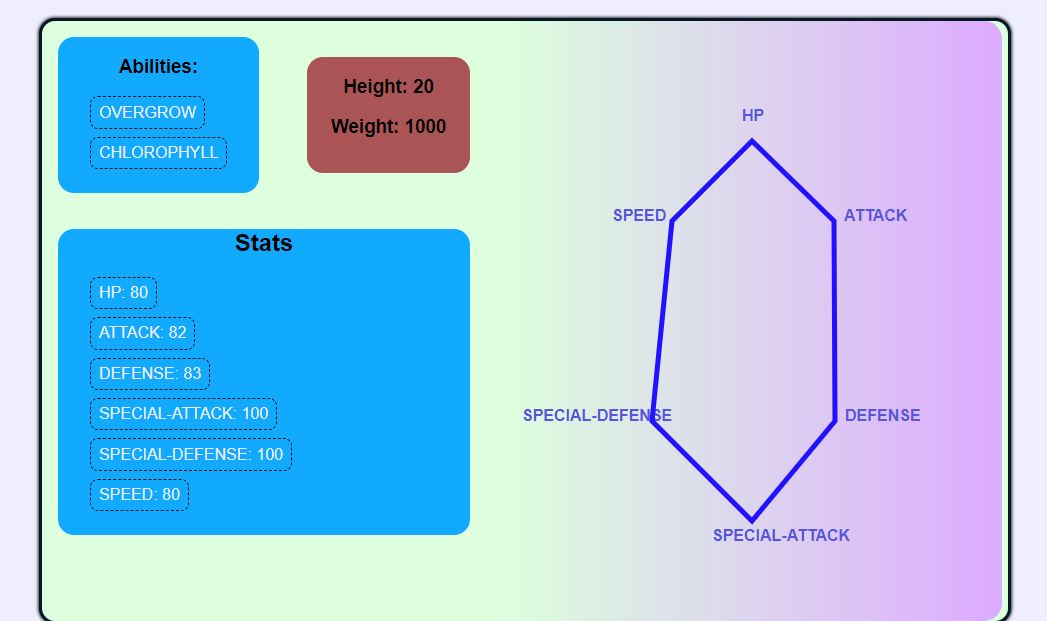 Abilities:
OVERGROW
CHLOROPHYLL
Height: 20
Weight: 1000
Stats
HP: 80
ATTACK: 82
DEFENSE: 83
SPECIAL-ATTACK: 100
SPECIAL-DEFENSE: 100
SPEED: 80
HP
SPEED
ATTACK
SPECIAL-DEFENSE
DEFENSE
SPECIAL-ATTACK